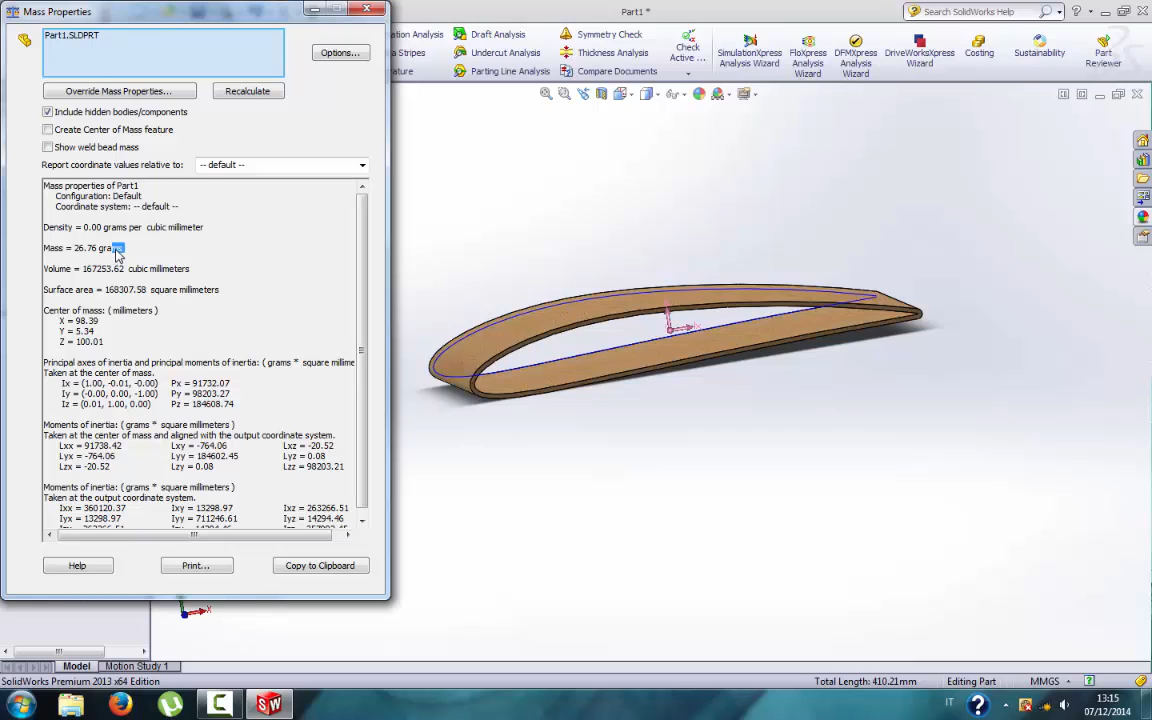 Mass Properties
Part1 *
Search SolidWorks Help
Part1.SLDPRT
Options...
Override Mass Properties...
Recalculate
Include hidden bodies/components
Create Center of Mass feature
Show weld bead mass
Report coordinate values relative to:
-- default --
Draft Analysis
Undercut Analysis
Parting Line Analysis
Symmetry Check
Thickness Analysis
Compare Documents
Check
Active ...
SimulationXpress
Analysis Wizard
FloXpress
Analysis
Wizard
DFMXpress
Analysis
Wizard
DriveWorksXpress
Wizard
Costing
Sustainability
Part
Reviewer
Mass properties of Part1
Configuration: Default
Coordinate system: -- default --
Density = 0.00 grams per cubic millimeter
Mass = 26.76 grams
Volume = 167253.62 cubic millimeters
Surface area = 168307.58 square millimeters
Center of mass: ( millimeters )
X = 98.39
Y = 5.34
Z = 100.01
Principal axes of inertia and principal moments of inertia: ( grams * square millime
Taken at the center of mass.
Ix = (1.00, -0.01, -0.00) Px = 91732.07
Iy = (-0.00, 0.00, -1.00) Py = 98203.27
Iz = (0.01, 1.00, 0.00) Pz = 184608.74
Moments of inertia: ( grams * square millimeters )
Taken at the center of mass and aligned with the output coordinate system.
Lxx = 91738.42 Lxy = -764.06 Lxz = -20.52
Lyx = -764.06 Lyy = 184602.45 Lyz = 0.08
Lzx = -20.52 Lzy = 0.08 Lzz = 98203.21
Moments of inertia: ( grams * square millimeters )
Taken at the output coordinate system.
Ixx = 360120.37 Ixy = 13298.97 Ixz = 263266.51
Iyx = 13298.97 Iyy = 711246.61 Iyz = 14294.46
Help
Print...
Copy to Clipboard
X
Model
Motion Study 1
SolidWorks Premium 2013 x64 Edition
Total Length: 410.21mm
Editing Part
MMGS
IT
13:15
07/12/2014